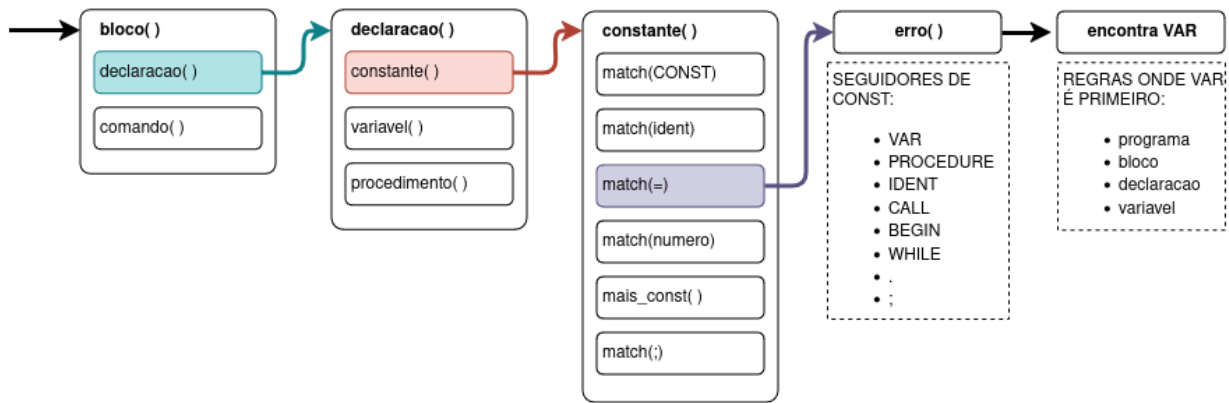 bloco( )
declaracao( )
comando( )
declaracao( )
constante( )
variavel( )
procedimento( )
constante( )
match(CONST)
match(ident)
match(=)
match(numero)
mais_const( )
match(;)
erro( )
SEGUIDORES DE
CONST:
• VAR
• PROCEDURE
• IDENT
• CALL
• BEGIN
• WHILE
• .
• ;
encontra VAR
REGRAS ONDE VAR
É PRIMEIRO:
• programa
• bloco
• declaracao
• variavel